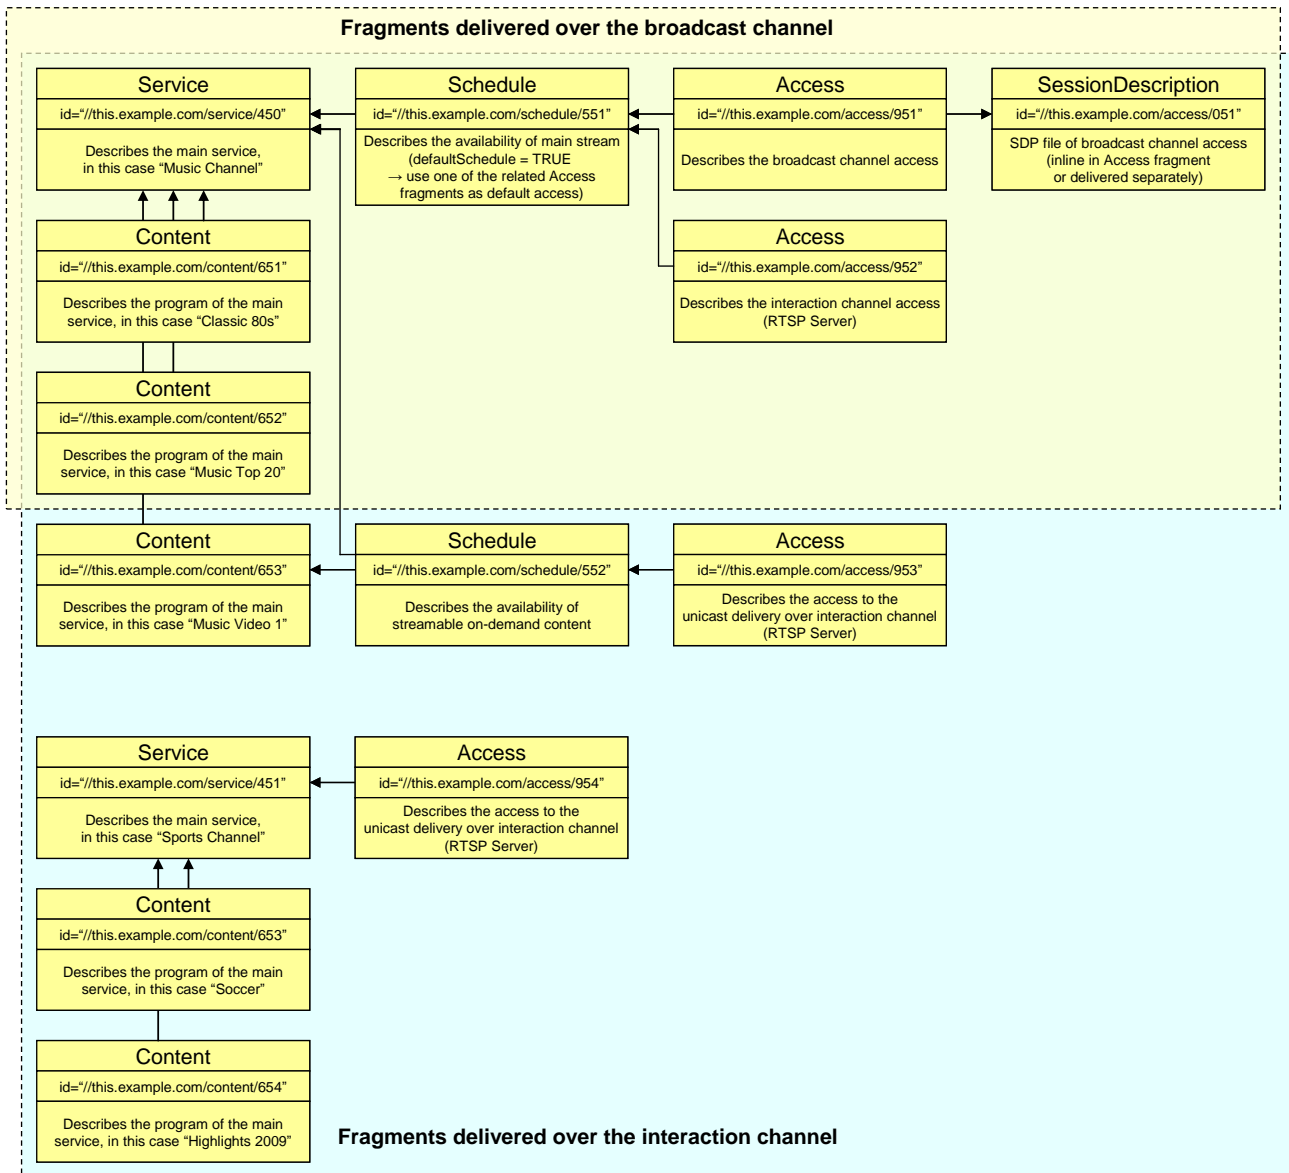 Fragments delivered over the broadcast channel
Service
id=“//this.example.com/service/450”
Describes the main service,
in this case “Music Channel”
Schedule
id=“//this.example.com/schedule/551”
Describes the availability of main stream
(defaultSchedule = TRUE
→ use one of the related Access
fragments as default access)
Access
id=“//this.example.com/access/951”
Describes the broadcast channel access
SessionDescription
id=“//this.example.com/access/051”
SDP file of broadcast channel access
(inline in Access fragment
or delivered separately)
Content
id=“//this.example.com/content/651”
Describes the program of the main
service, in this case “Classic 80s”
Access
id=“//this.example.com/access/952”
Describes the interaction channel access
(RTSP Server)
Content
id=“//this.example.com/content/652”
Describes the program of the main
service, in this case “Music Top 20”
Content
id=“//this.example.com/content/653”
Describes the program of the main
service, in this case “Music Video 1”
Schedule
id=“//this.example.com/schedule/552”
Describes the availability of
streamable on-demand content
Access
id=“//this.example.com/access/953”
Describes the access to the
unicast delivery over interaction channel
(RTSP Server)
Service
id=“//this.example.com/service/451”
Describes the main service,
in this case “Sports Channel”
Access
id=“//this.example.com/access/954”
Describes the access to the
unicast delivery over interaction channel
(RTSP Server)
Content
id=“//this.example.com/content/653”
Describes the program of the main
service, in this case “Soccer”
Content
id=“//this.example.com/content/654”
Describes the program of the main
service, in this case “Highlights 2009”
Fragments delivered over the interaction channel